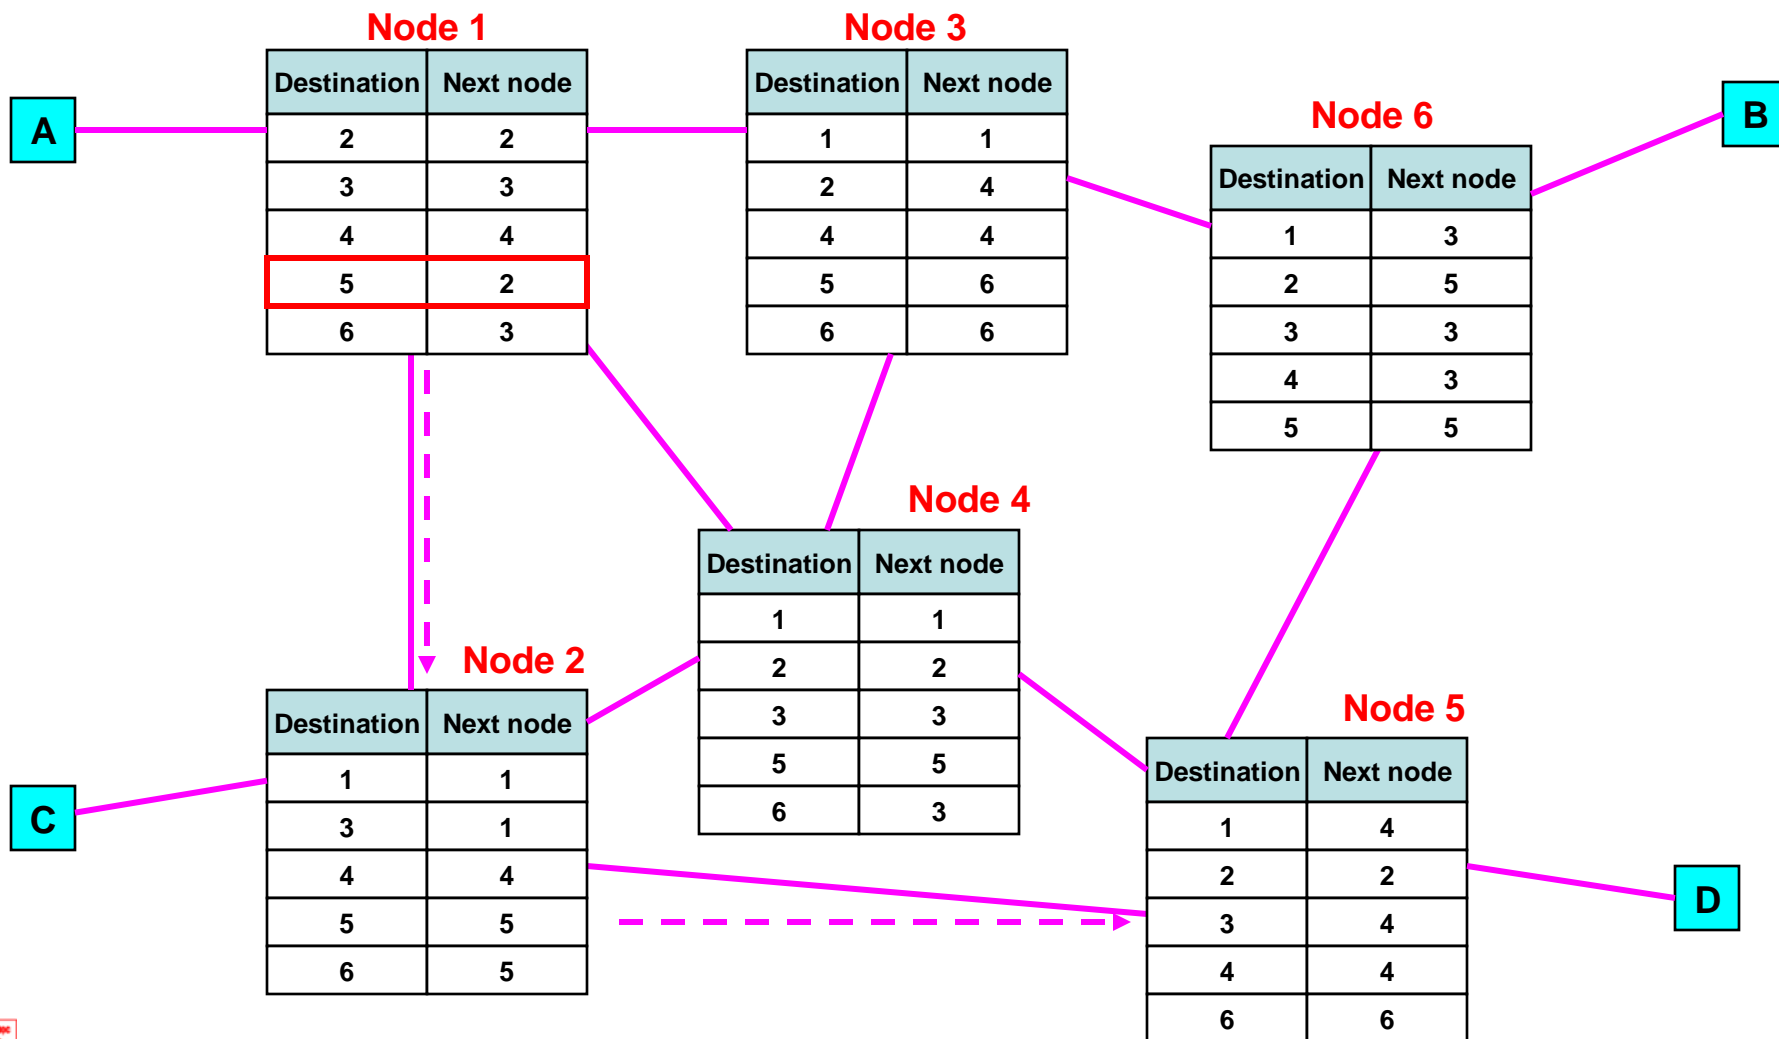 Node 1
Destination Next node
2 2
3 3
4 4
5 2
6 3
Node 3
Destination Next node
1 1
2 4
4 4
5 6
6 6
Node 6
Destination Next node
1 3
2 5
3 3
4 3
5 5
A
B
Node 4
Destination Next node
1 1
2 2
3 3
5 5
6 3
Node 2
Destination Next node
1 1
3 1
4 4
5 5
6 5
Node 5
Destination Next node
1 4
2 2
3 4
4 4
6 6
C
D